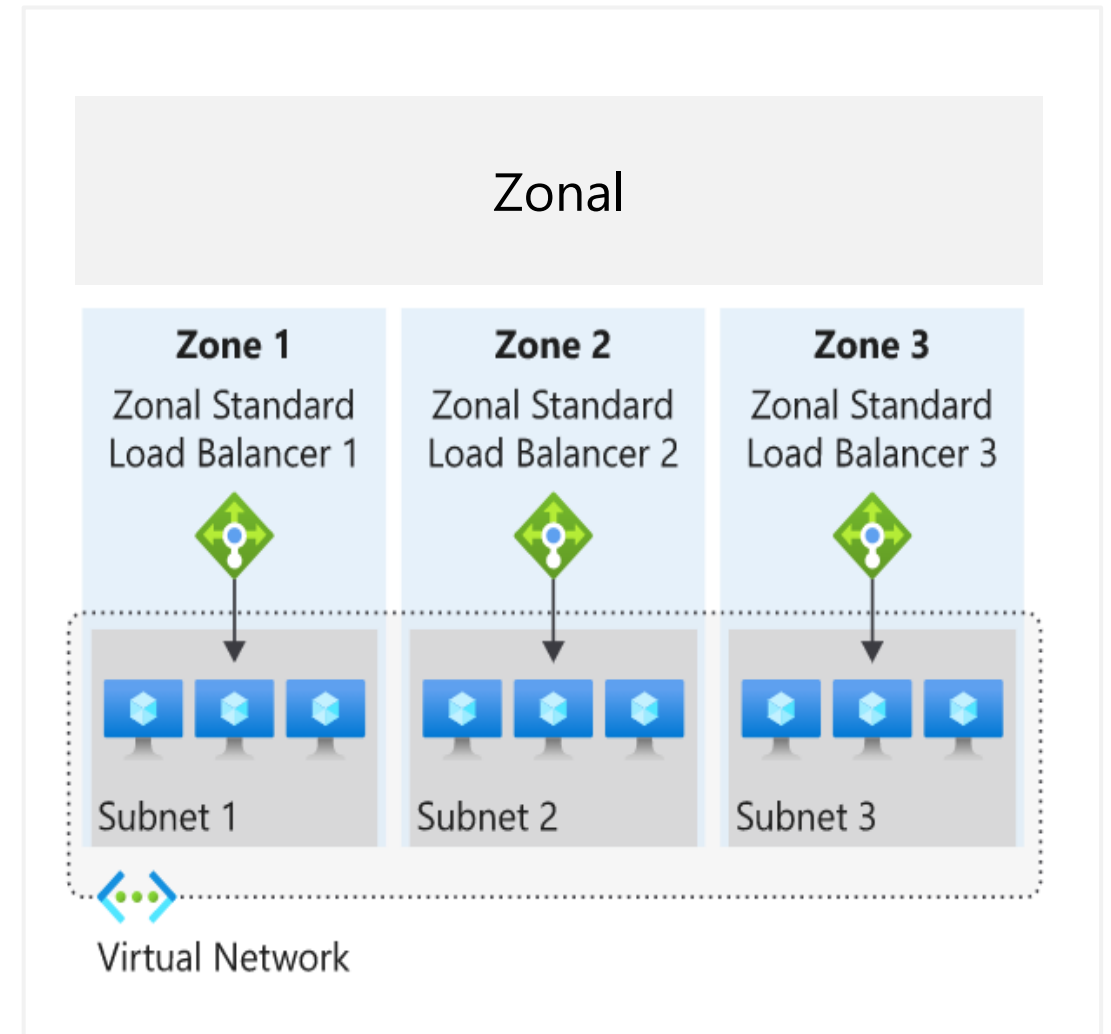 Zonal
Zone 1
Zonal Standard
Load Balancer 1
Zone 2
Zonal Standard
Load Balancer 2
Zone 3
Zonal Standard
Load Balancer 3
Subnet 1
Subnet 2
Subnet 3
Virtual Network